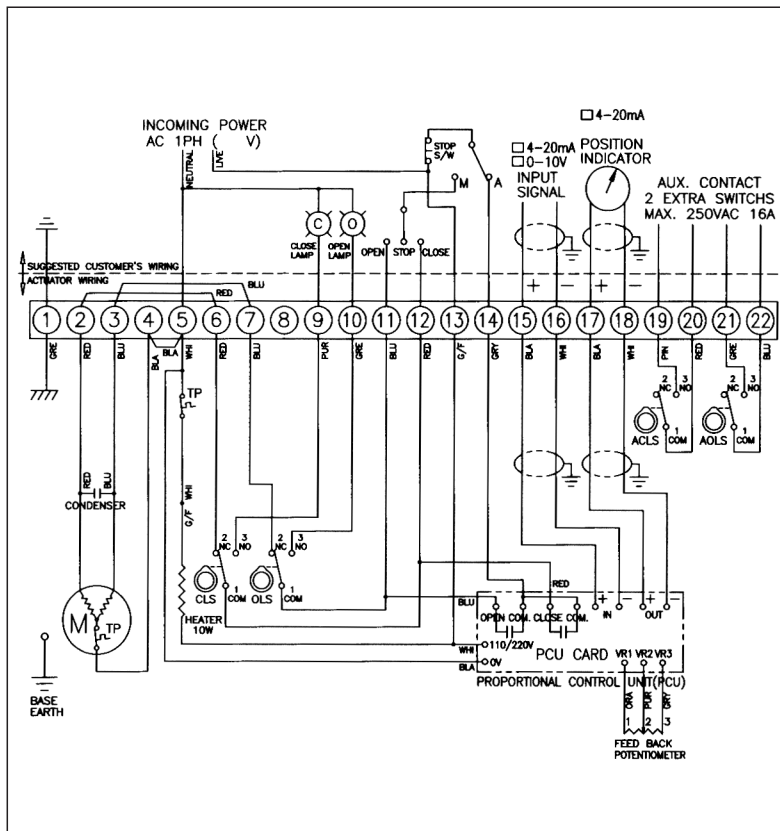 ☐ 4-20mA
INCOMING POWER
AC 1PH ( V)
NEUTRAL
LIVE
STOP
S/W
M
A
☐ 4-20mA
☐ 0-10V
INPUT
SIGNAL
POSITION
INDICATOR
AUX. CONTACT
2 EXTRA SWITCHS
MAX. 250VAC 16A
C
O
CLOSE
LAMP
OPEN
LAMP
OPEN
STOP
CLOSE
SUGGESTED CUSTOMER'S WIRING
ACTUATOR WIRING
RED
BLU
+ - + -
1 2 3 4 5 6 7 8 9 10 11 12 13 14 15 16 17 18 19 20 21 22
GRE
RED
BLU
BLA
BLA
WHI
RED
BLU
PUR
GRE
BLU
RED
G/F
GRY
BLA
WHI
BLA
WHI
PIN
RED
GRE
BLU
TP
2
NC
3
NO
1
COM
ACLS
2
NC
3
NO
1
COM
AOLS
RED
BLU
CONDENSER
WHI
G/F
2
NC
3
NO
1
COM
CLS
2
NC
3
NO
1
COM
OLS
HEATER
10W
M
TP
BASE
EARTH
BLU
RED
OPEN COM. CLOSE COM. + IN - + OUT -
WHI
110/220V
BLA
0V
PCU CARD
VR1 VR2 VR3
PROPORTIONAL CONTROL UNIT(PCU)
ORA
PUR
GRY
1 2 3
FEED BACK
POTENTIOMETER